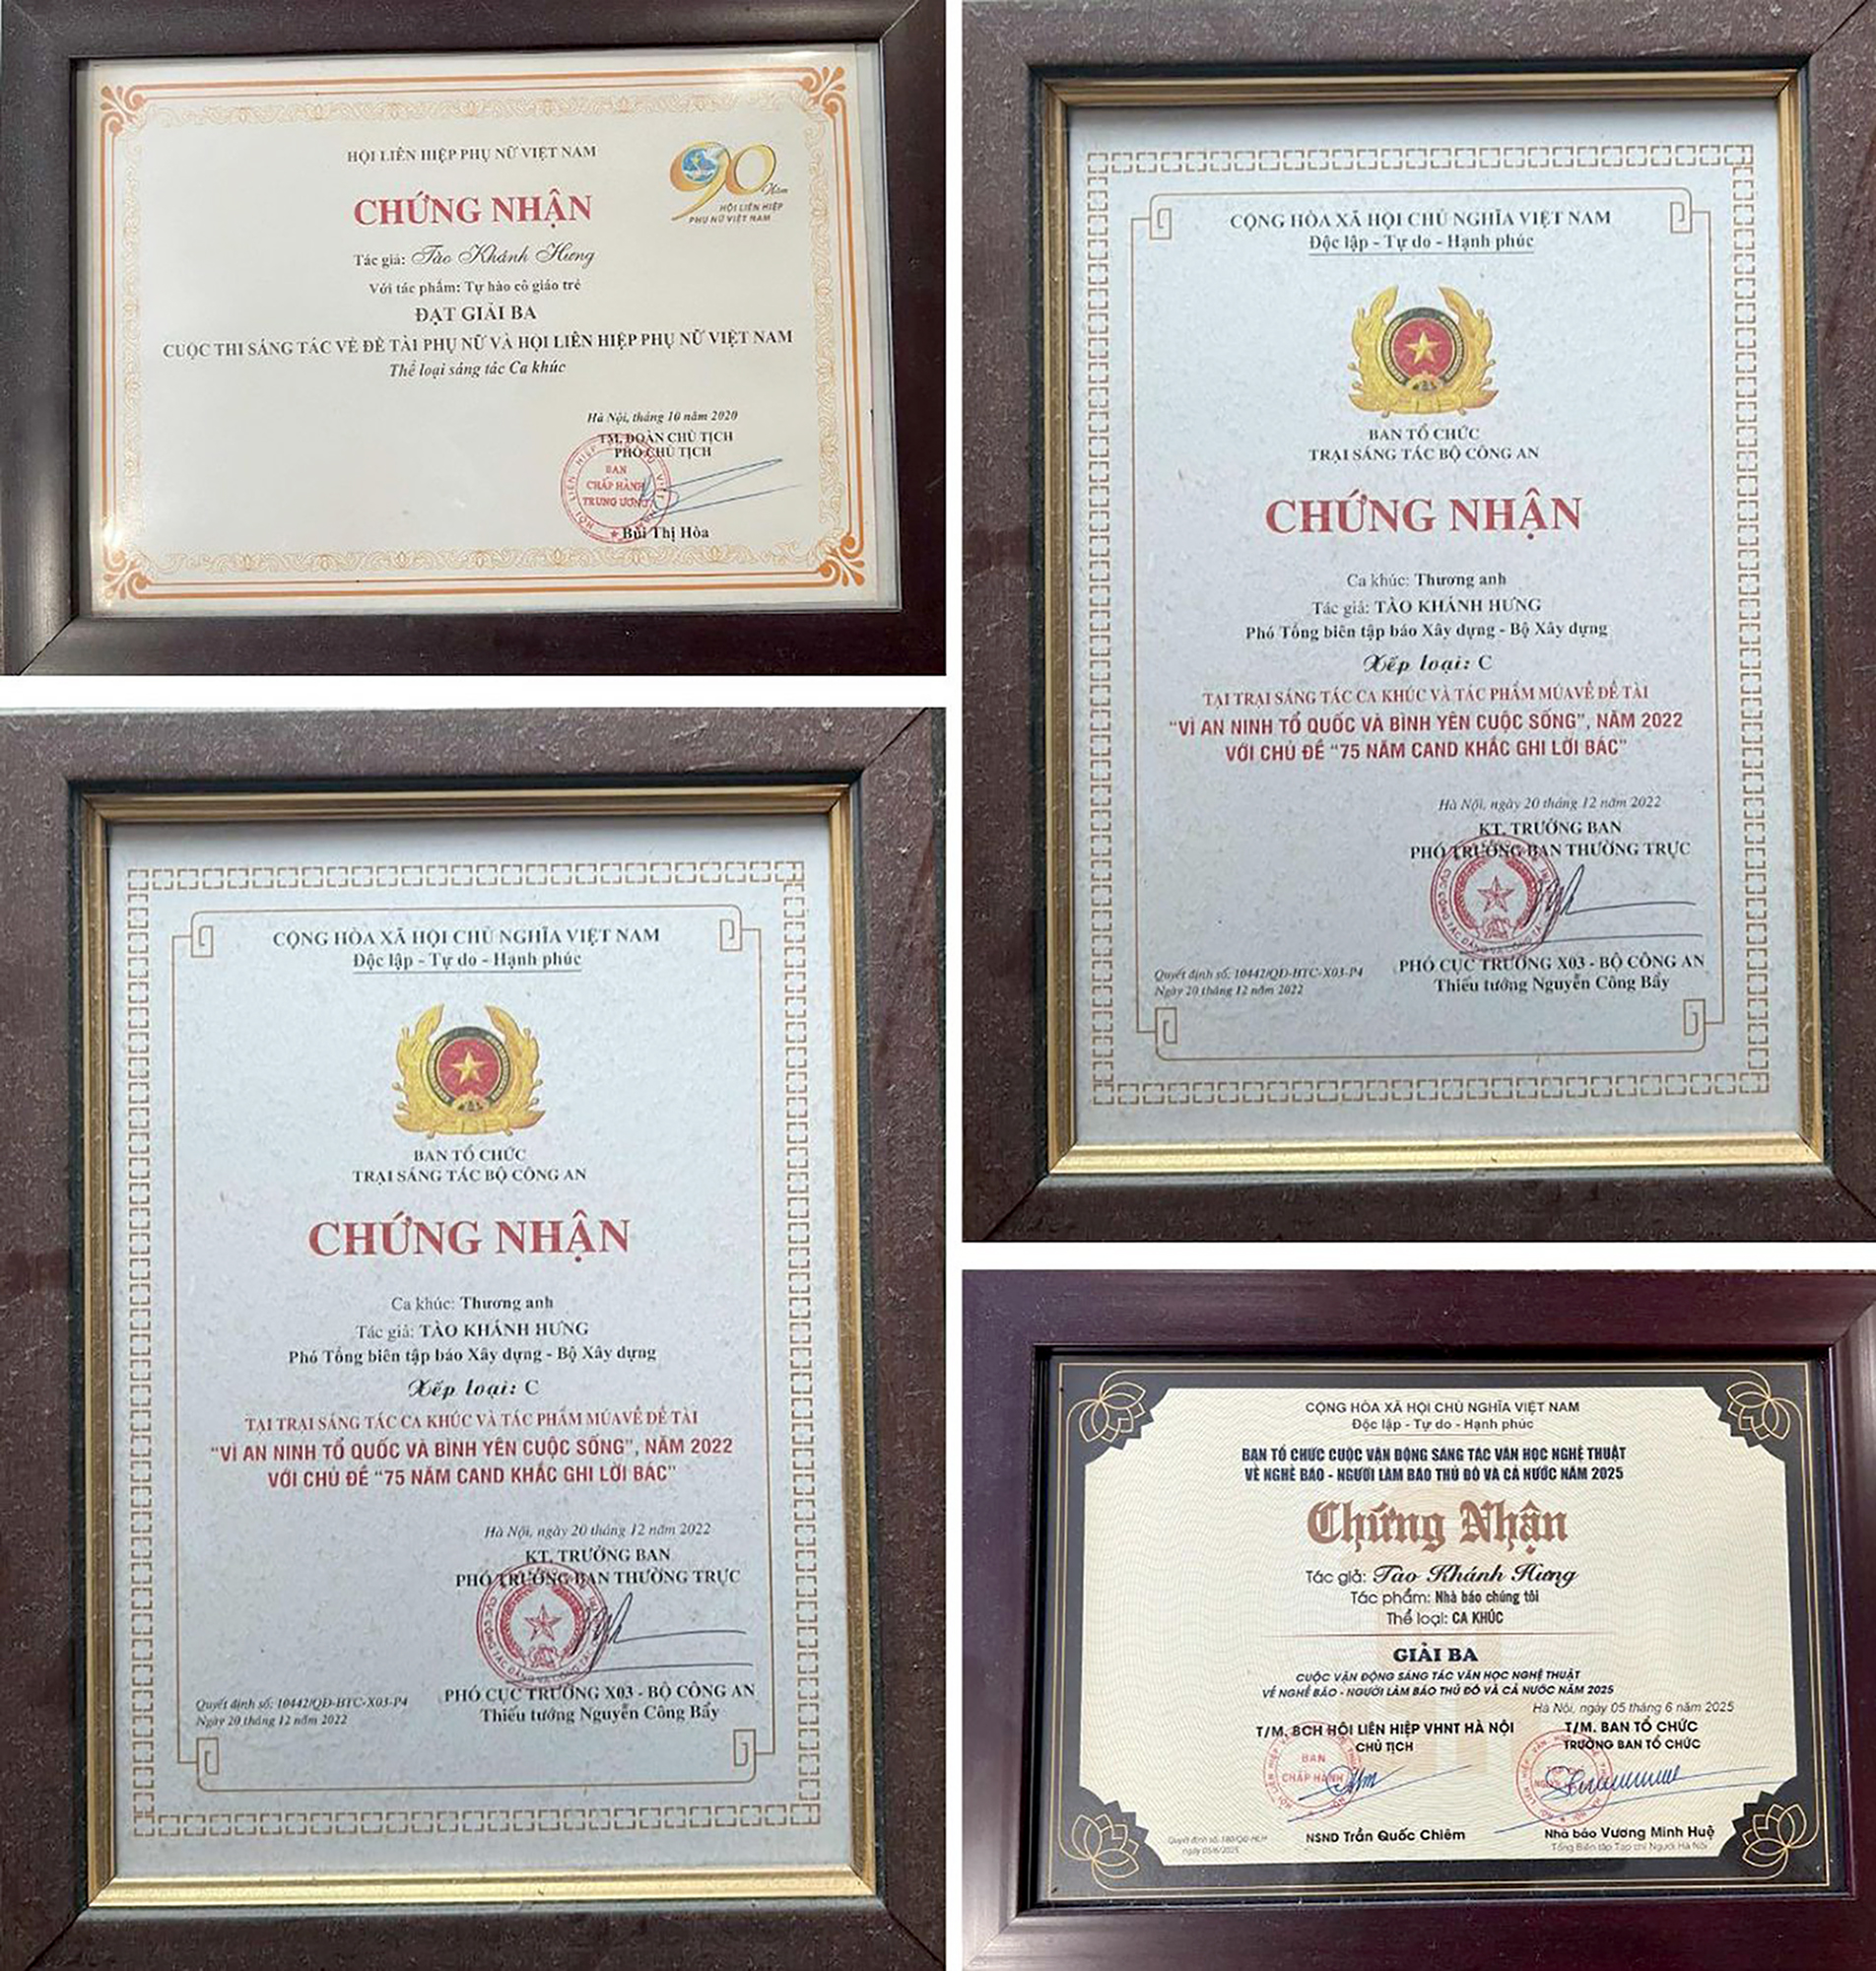 HỘI LIÊN HIỆP PHỤ NỮ VIỆT NAM
90 Năm
HỘI LIÊN HIỆP
PHỤ NỮ VIỆT NAM
CHỨNG NHẬN
Tác giả: Tào Khánh Hưng
Với tác phẩm: Tự hào cô giáo trẻ
ĐẠT GIẢI BA
CUỘC THI SÁNG TÁC VỀ ĐỀ TÀI PHỤ NỮ VÀ HỘI LIÊN HIỆP PHỤ NỮ VIỆT NAM
Thể loại sáng tác Ca khúc
Hà Nội, tháng 10 năm 2020
TM. ĐOÀN CHỦ TỊCH
PHÓ CHỦ TỊCH
BAN
CHẤP HÀNH
TRUNG ƯƠNG
Bùi Thị Hòa
CỘNG HÒA XÃ HỘI CHỦ NGHĨA VIỆT NAM
Độc lập - Tự do - Hạnh phúc
BAN TỔ CHỨC
TRẠI SÁNG TÁC BỘ CÔNG AN
CHỨNG NHẬN
Ca khúc: Thương anh
Tác giả: TÀO KHÁNH HƯNG
Phó Tổng biên tập báo Xây dựng - Bộ Xây dựng
Xếp loại: C
TẠI TRẠI SÁNG TÁC CA KHÚC VÀ TÁC PHẨM MÚA VỀ ĐỀ TÀI
"VÌ AN NINH TỔ QUỐC VÀ BÌNH YÊN CUỘC SỐNG", NĂM 2022
VỚI CHỦ ĐỀ "75 NĂM CAND KHẮC GHI LỜI BÁC"
Hà Nội, ngày 20 tháng 12 năm 2022
KT. TRƯỞNG BAN
PHÓ TRƯỞNG BAN THƯỜNG TRỰC
PHÓ CỤC TRƯỞNG X03 - BỘ CÔNG AN
Thiếu tướng Nguyễn Công Bẩy
Quyết định số: 10442/QĐ-BTC-X03-P4
Ngày 20 tháng 12 năm 2022
CỘNG HÒA XÃ HỘI CHỦ NGHĨA VIỆT NAM
Độc lập - Tự do - Hạnh phúc
BAN TỔ CHỨC
TRẠI SÁNG TÁC BỘ CÔNG AN
CHỨNG NHẬN
Ca khúc: Thương anh
Tác giả: TÀO KHÁNH HƯNG
Phó Tổng biên tập báo Xây dựng - Bộ Xây dựng
Xếp loại: C
TẠI TRẠI SÁNG TÁC CA KHÚC VÀ TÁC PHẨM MÚA VỀ ĐỀ TÀI
"VÌ AN NINH TỔ QUỐC VÀ BÌNH YÊN CUỘC SỐNG", NĂM 2022
VỚI CHỦ ĐỀ "75 NĂM CAND KHẮC GHI LỜI BÁC"
Hà Nội, ngày 20 tháng 12 năm 2022
KT. TRƯỞNG BAN
PHÓ TRƯỞNG BAN THƯỜNG TRỰC
PHÓ CỤC TRƯỞNG X03 - BỘ CÔNG AN
Thiếu tướng Nguyễn Công Bẩy
Quyết định số: 10442/QĐ-BTC-X03-P4
Ngày 20 tháng 12 năm 2022
CỘNG HÒA XÃ HỘI CHỦ NGHĨA VIỆT NAM
Độc lập - Tự do - Hạnh phúc
BAN TỔ CHỨC CUỘC VẬN ĐỘNG SÁNG TÁC VĂN HỌC NGHỆ THUẬT
VỀ NGHỀ BÁO - NGƯỜI LÀM BÁO THỦ ĐÔ VÀ CẢ NƯỚC NĂM 2025
Chứng Nhận
Tác giả: Tào Khánh Hưng
Tác phẩm: Nhà báo chúng tôi
Thể loại: CA KHÚC
GIẢI BA
CUỘC VẬN ĐỘNG SÁNG TÁC VĂN HỌC NGHỆ THUẬT
VỀ NGHỀ BÁO - NGƯỜI LÀM BÁO THỦ ĐÔ VÀ CẢ NƯỚC NĂM 2025
Hà Nội, ngày 05 tháng 6 năm 2025
T/M. BCH HỘI LIÊN HIỆP VHNT HÀ NỘI
CHỦ TỊCH
BAN
CHẤP HÀNH
NSND Trần Quốc Chiêm
T/M. BAN TỔ CHỨC
TRƯỞNG BAN TỔ CHỨC
Nhà báo Vương Minh Huệ
Tổng Biên tập Tạp chí Người Hà Nội
Quyết định số:
ngày 05/6/2025